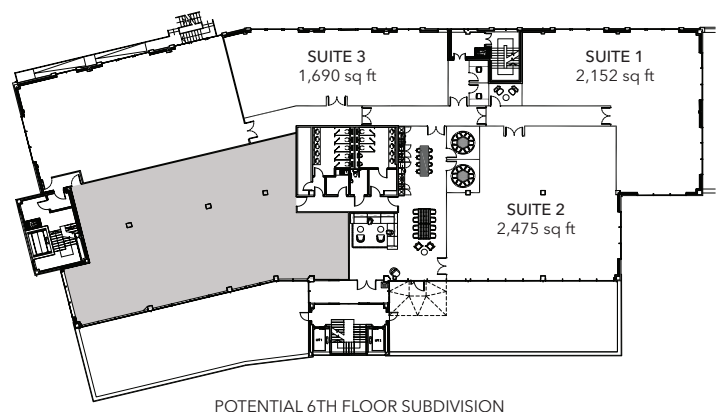 SUITE 3
1,690 sq ft
SUITE 1
2,152 sq ft
SUITE 2
2,475 sq ft
POTENTIAL 6TH FLOOR SUBDIVISION